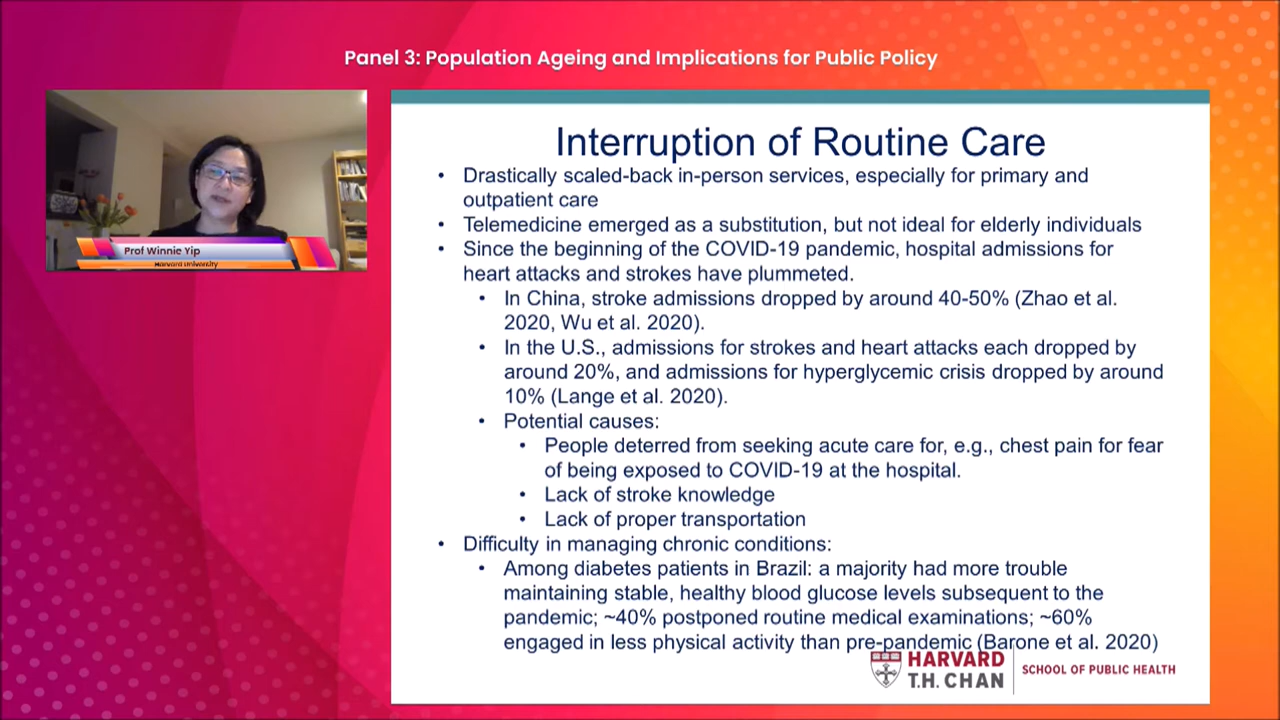 Panel 3: Population Ageing and Implications for Public Policy
Prof Winnie Yip
Harvard University
Interruption of Routine Care
• Drastically scaled-back in-person services, especially for primary and
outpatient care
• Telemedicine emerged as a substitution, but not ideal for elderly individuals
• Since the beginning of the COVID-19 pandemic, hospital admissions for
heart attacks and strokes have plummeted.
• In China, stroke admissions dropped by around 40-50% (Zhao et al.
2020, Wu et al. 2020).
• In the U.S., admissions for strokes and heart attacks each dropped by
around 20%, and admissions for hyperglycemic crisis dropped by around
10% (Lange et al. 2020).
• Potential causes:
• People deterred from seeking acute care for, e.g., chest pain for fear
of being exposed to COVID-19 at the hospital.
• Lack of stroke knowledge
• Lack of proper transportation
• Difficulty in managing chronic conditions:
• Among diabetes patients in Brazil: a majority had more trouble
maintaining stable, healthy blood glucose levels subsequent to the
pandemic; ~40% postponed routine medical examinations; ~60%
engaged in less physical activity than pre-pandemic (Barone et al. 2020)
HARVARD
T.H. CHAN
SCHOOL OF PUBLIC HEALTH